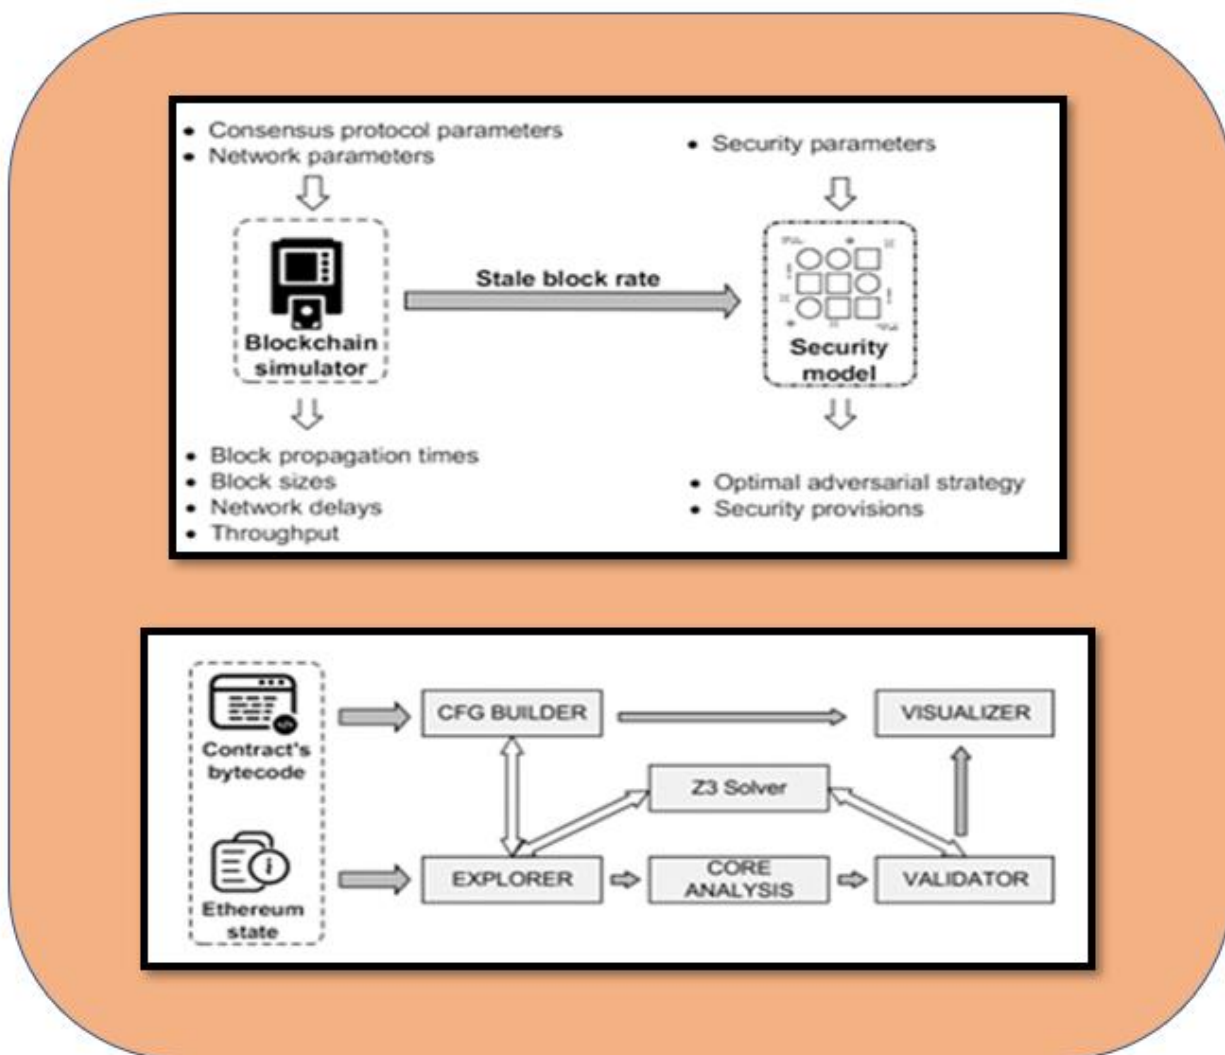 • Consensus protocol parameters
• Network parameters
• Security parameters
Stale block rate
Blockchain
simulator
Security
model
• Block propagation times
• Block sizes
• Network delays
• Throughput
• Optimal adversarial strategy
• Security provisions
Contract's
bytecode
CFG BUILDER
VISUALIZER
Z3 Solver
Ethereum
state
EXPLORER
CORE
ANALYSIS
VALIDATOR